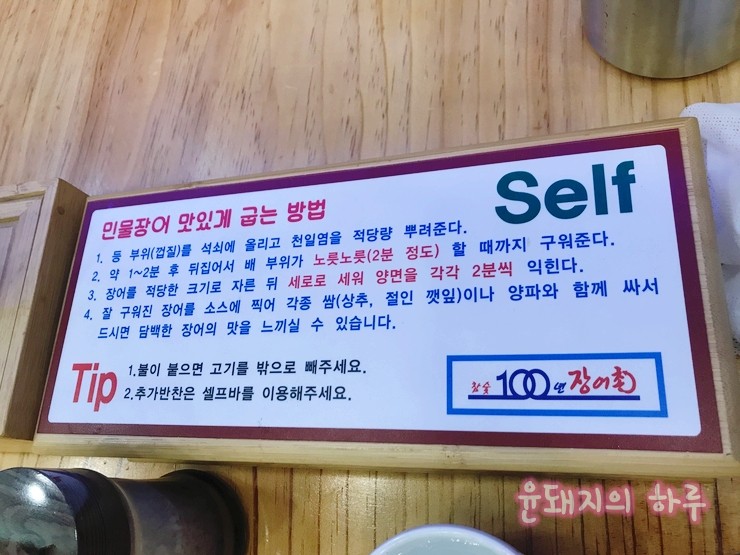 Self
민물장어 맛있게 굽는 방법
1. 등 부위(껍질)를 석쇠에 올리고 천일염을 적당량 뿌려준다.
2. 약 1~2분 후 뒤집어서 배 부위가 노릇노릇(2분 정도) 할 때까지 구워준다.
3. 장어를 적당한 크기로 자른 뒤 세로로 세워 양면을 각각 2분씩 익힌다.
4. 잘 구워진 장어를 소스에 찍어 각종 쌈(상추, 절인 깻잎)이나 양파와 함께 싸서
드시면 담백한 장어의 맛을 느끼실 수 있습니다.
Tip
1.불이 붙으면 고기를 밖으로 빼주세요.
2.추가반찬은 셀프바를 이용해주세요.
참숯 100년 장어촌
윤돼지의 하루